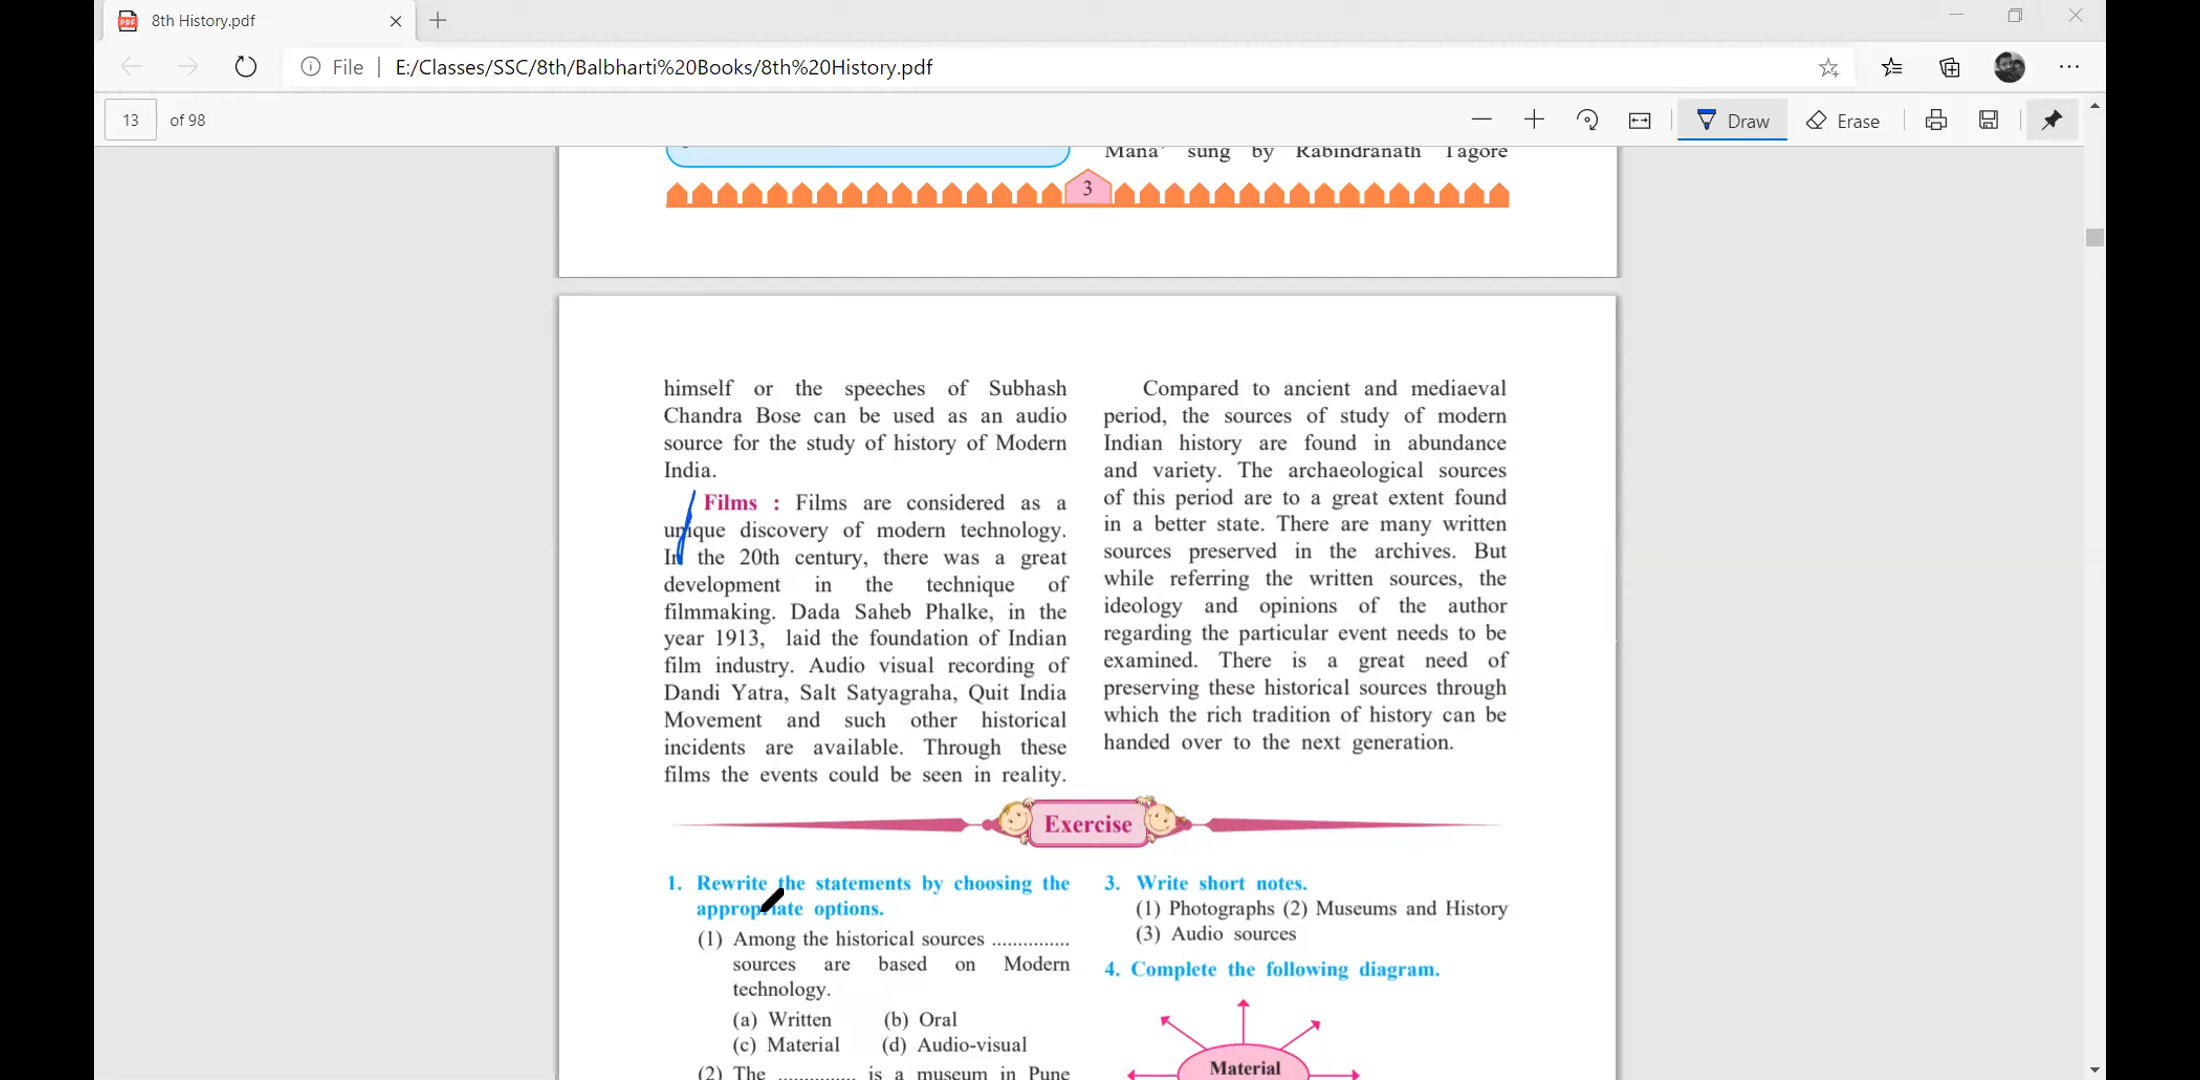 8th History.pdf
File | E:/Classes/SSC/8th/Balbharti%20Books/8th%20History.pdf
13 of 98
Draw
Erase
Mana' sung by Rabindranath Tagore
3
himself or the speeches of Subhash
Chandra Bose can be used as an audio
source for the study of history of Modern
India.
Films : Films are considered as a
unique discovery of modern technology.
In the 20th century, there was a great
development in the technique of
filmmaking. Dada Saheb Phalke, in the
year 1913, laid the foundation of Indian
film industry. Audio visual recording of
Dandi Yatra, Salt Satyagraha, Quit India
Movement and such other historical
incidents are available. Through these
films the events could be seen in reality.
Compared to ancient and mediaeval
period, the sources of study of modern
Indian history are found in abundance
and variety. The archaeological sources
of this period are to a great extent found
in a better state. There are many written
sources preserved in the archives. But
while referring the written sources, the
ideology and opinions of the author
regarding the particular event needs to be
examined. There is a great need of
preserving these historical sources through
which the rich tradition of history can be
handed over to the next generation.
Exercise
1. Rewrite the statements by choosing the
appropriate options.
(1) Among the historical sources ...............
sources are based on Modern
technology.
(a) Written (b) Oral
(c) Material (d) Audio-visual
(2) The ............... is a museum in Pune
3. Write short notes.
(1) Photographs (2) Museums and History
(3) Audio sources
4. Complete the following diagram.
Material